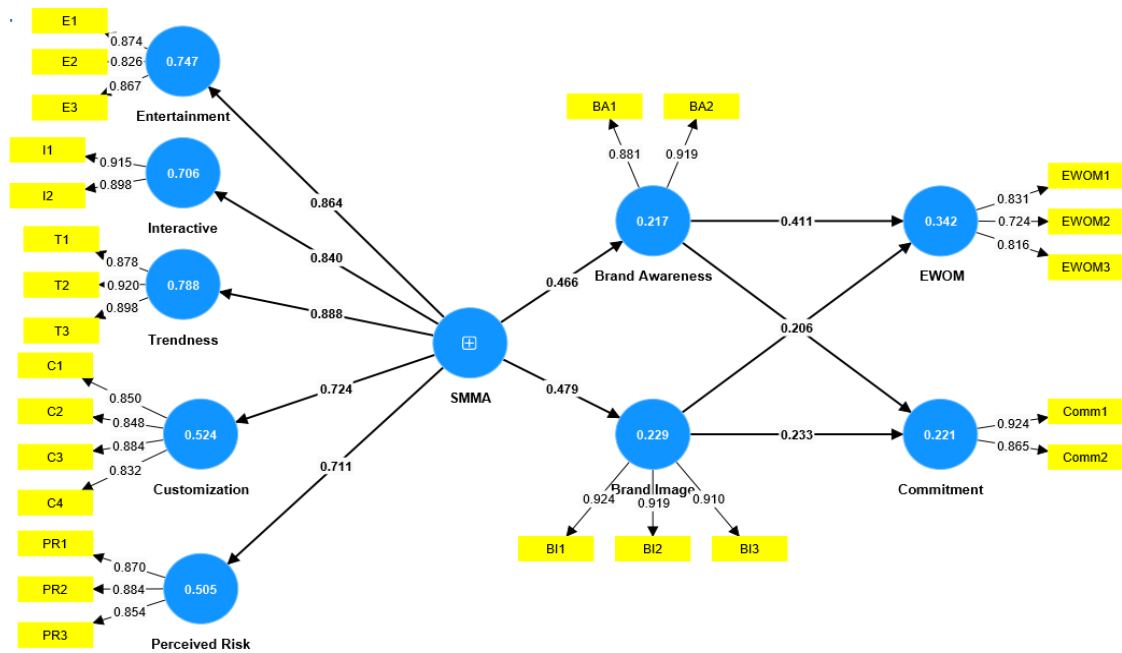 E1
0.874
E2
0.826
0.747
0.867
E3
Entertainment
I1
0.915
0.706
0.898
I2
Interactive
T1
0.878
T2
0.920
0.788
0.898
T3
Trendness
C1
0.850
C2
0.848
0.524
C3
0.884
0.832
C4
Customization
PR1
0.870
PR2
0.884
0.505
0.854
PR3
Perceived Risk
0.864
0.840
0.888
0.724
0.711
SMMA
0.466
0.479
BA1
BA2
0.881
0.919
0.217
Brand Awareness
0.229
Brand Image
0.924
0.919
0.910
BI1
BI2
BI3
0.411
0.206
0.233
0.342
EWOM
0.831
EWOM1
0.724
EWOM2
0.816
EWOM3
0.221
Commitment
0.924
Comm1
0.865
Comm2